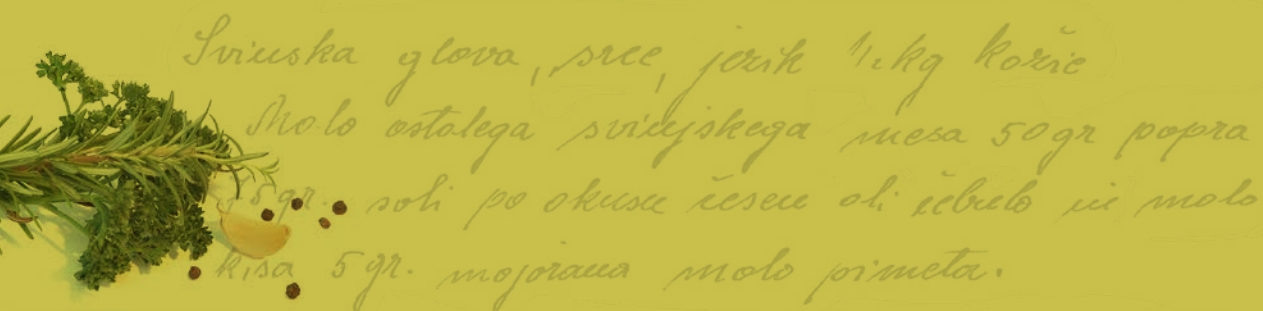 Svinska glova, srce, jezik 1/2 kg kožic
Malo ostalega svinjskega mesa 50 gr popra
15 gr. soli po okusu česen ali čebulo in malo
kisa 5 gr. majorana malo pimeta.